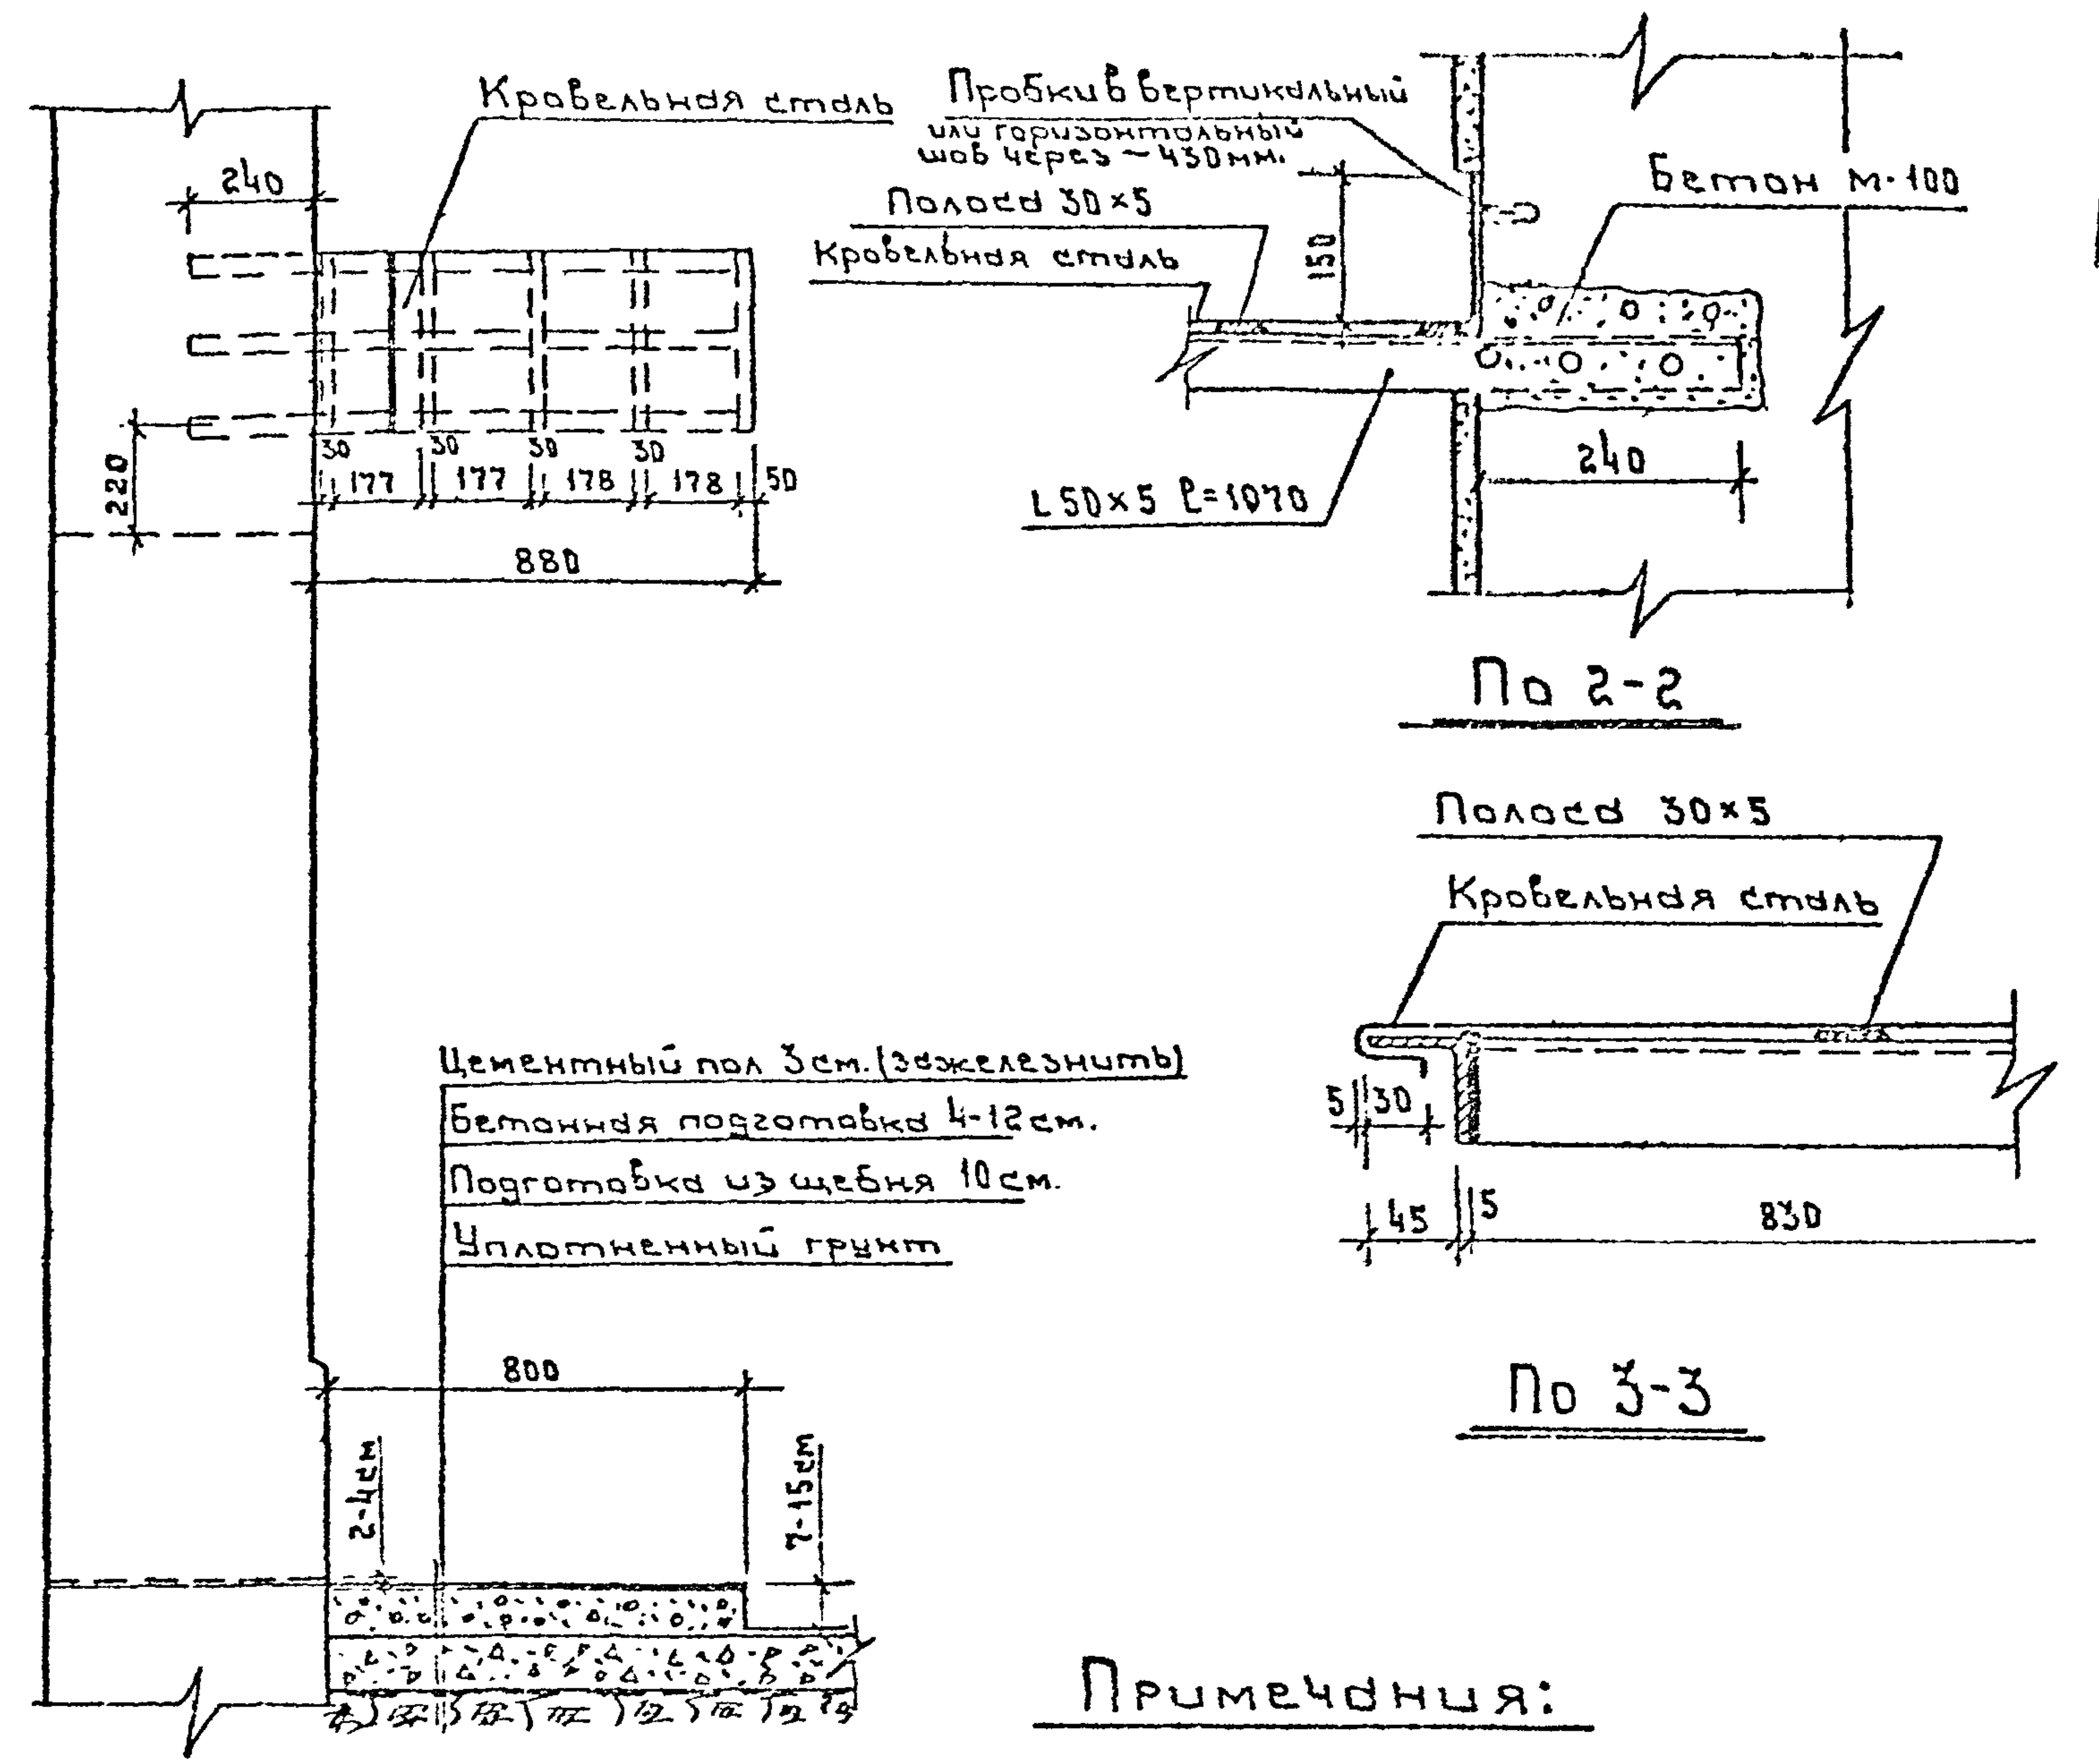 Кровельная сталь
240
220
30 30 30 30
177 177 178 178 50
880
Пробки в вертикальный
или горизонтальный
шов через ~430мм.
Полоса 30×5
Кровельная сталь
150
Бетон М-100
240
L50×5 ℓ=1070
По 2-2
Полоса 30×5
Кровельная сталь
5 30
45 5 830
По 3-3
Цементный пол 3см. (зажелезнить)
Бетонная подготовка 4-12см.
Подготовка из щебня 10см.
Уплотненный грунт
800
2-4см
7-15см
Примечания: